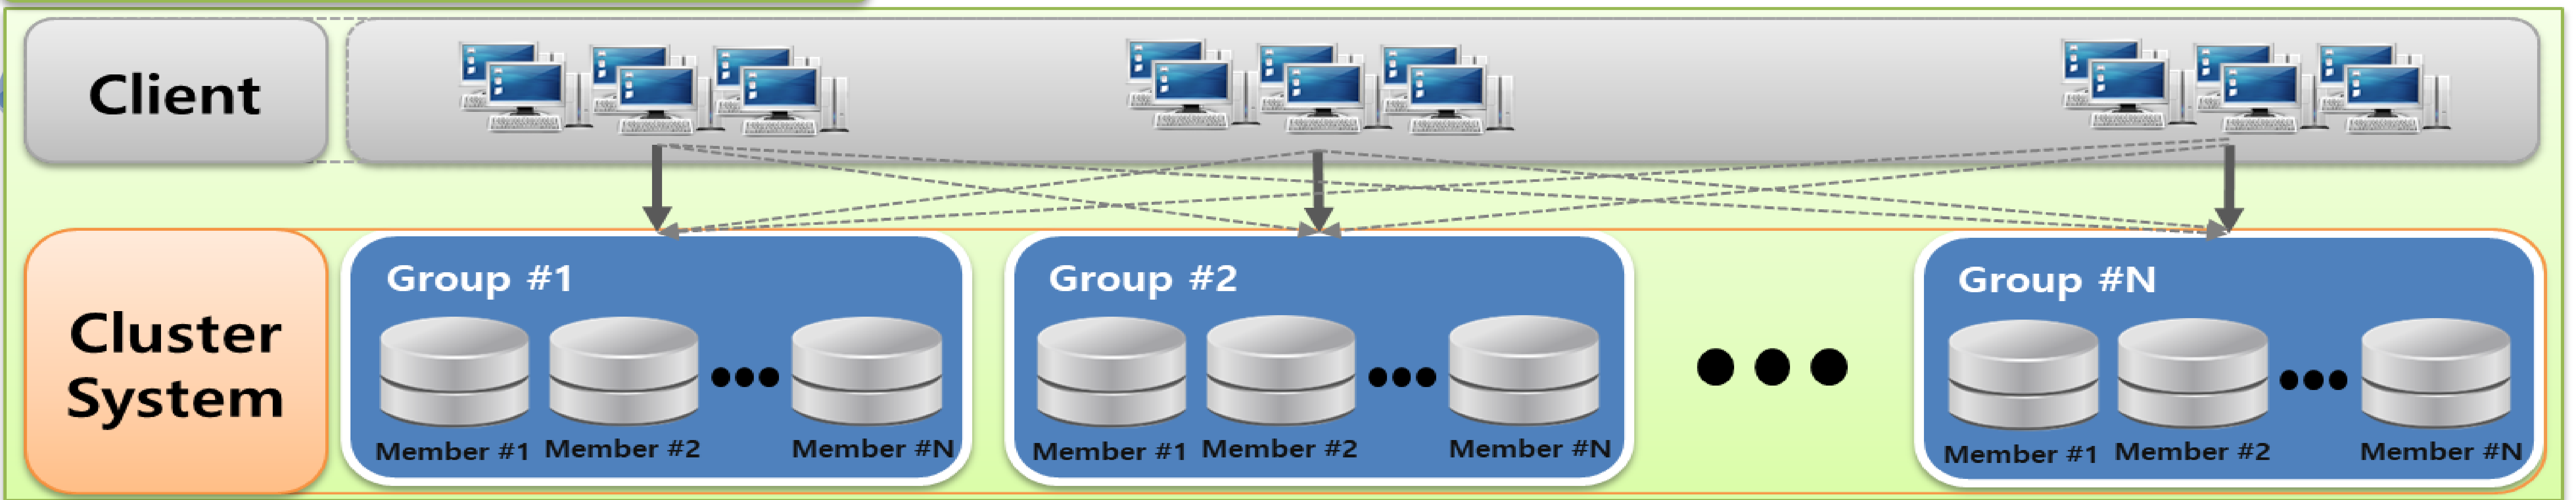 Client
Cluster
System
Group #1
Member #1 Member #2 Member #N
Group #2
Member #1 Member #2 Member #N
Group #N
Member #1 Member #2 Member #N